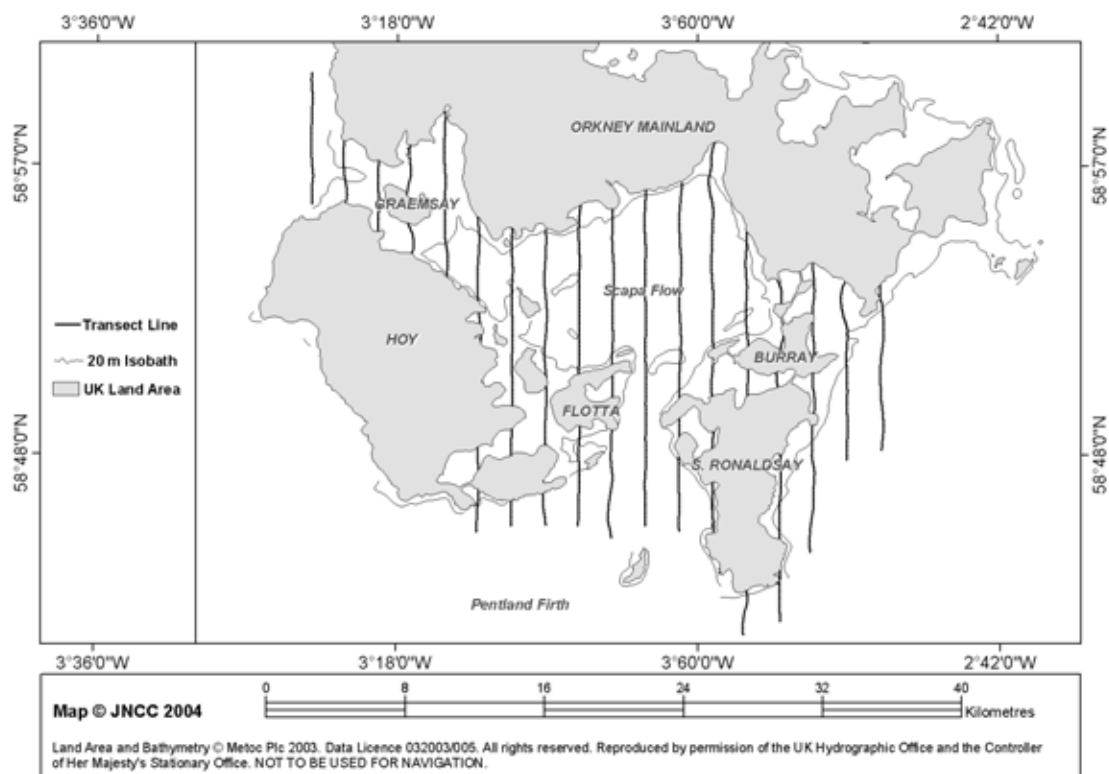 3°36'0"W 3°18'0"W 3°60'0"W 2°42'0"W
ORKNEY MAINLAND
58°57'0"N 58°57'0"N
GRAEMSAY
Scapa Flow
Transect Line
HOY
BURRAY
20 m Isobath
UK Land Area
FLOTTA
58°48'0"N 58°48'0"N
S. RONALDSAY
Pentland Firth
3°36'0"W 3°18'0"W 3°60'0"W 2°42'0"W
0 8 16 24 32 40
Map © JNCC 2004 Kilometres
Land Area and Bathymetry © Metoc Plc 2003. Data Licence 032003/005. All rights reserved. Reproduced by permission of the UK Hydrographic Office and the Controller
of Her Majesty's Stationary Office. NOT TO BE USED FOR NAVIGATION.